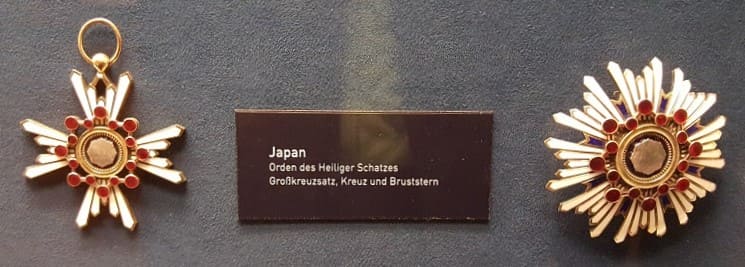 Japan
Orden des Heiliger Schatzes
Großkreuzsatz, Kreuz und Bruststern